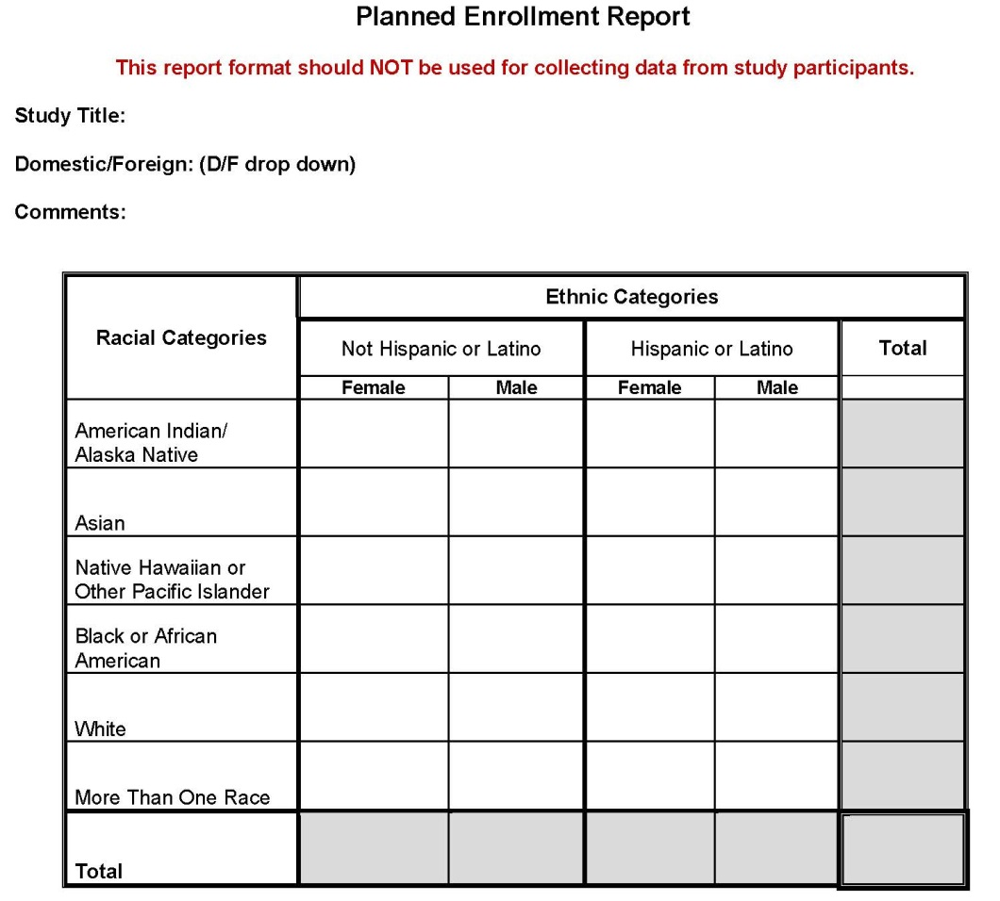 Planned Enrollment Report
This report format should NOT be used for collecting data from study participants.
Study Title:
Domestic/Foreign: (D/F drop down)
Comments:
Racial Categories
Ethnic Categories
Not Hispanic or Latino
Hispanic or Latino
Total
Female
Male
Female
Male
American Indian/
Alaska Native
Asian
Native Hawaiian or
Other Pacific Islander
Black or African
American
White
More Than One Race
Total